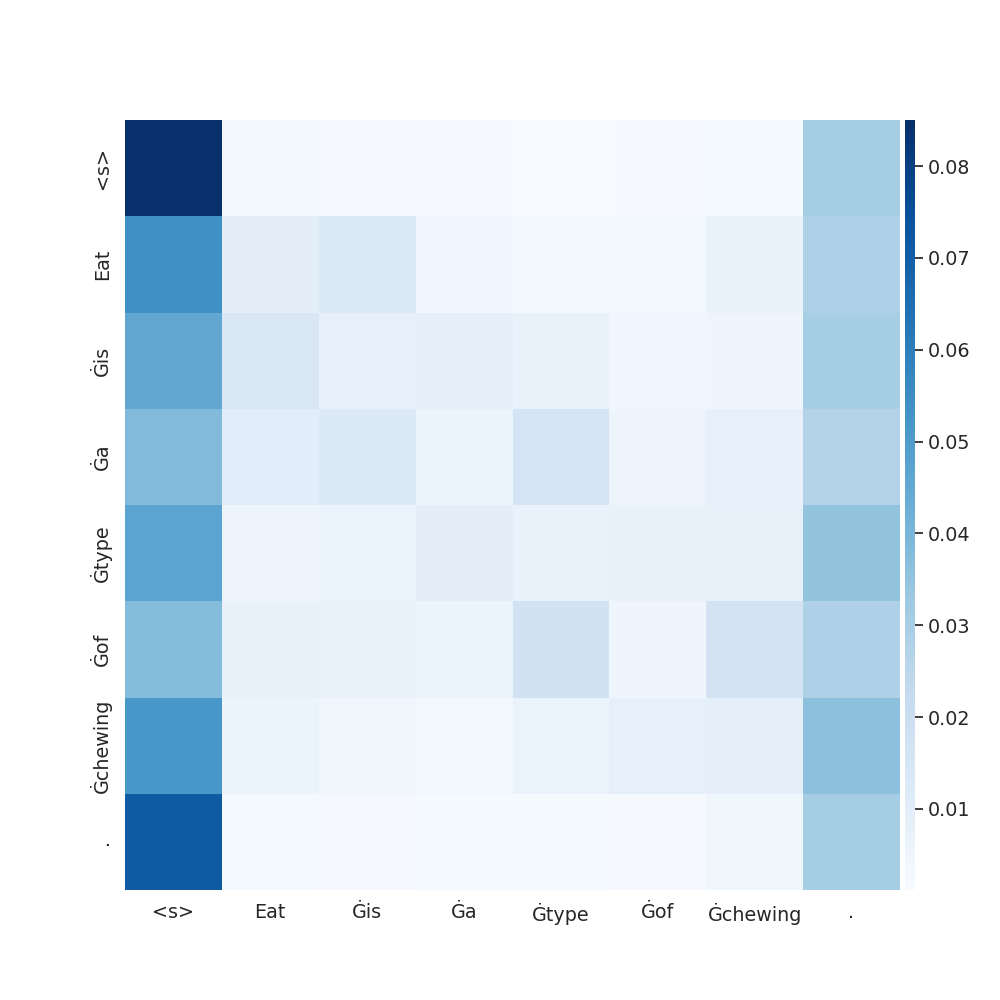 <s>
Eat
Ġis
Ġa
Ġtype
Ġof
Ġchewing
.
0.08
0.07
0.06
0.05
0.04
0.03
0.02
0.01
<s> Eat Ġis Ġa Ġtype Ġof Ġchewing .